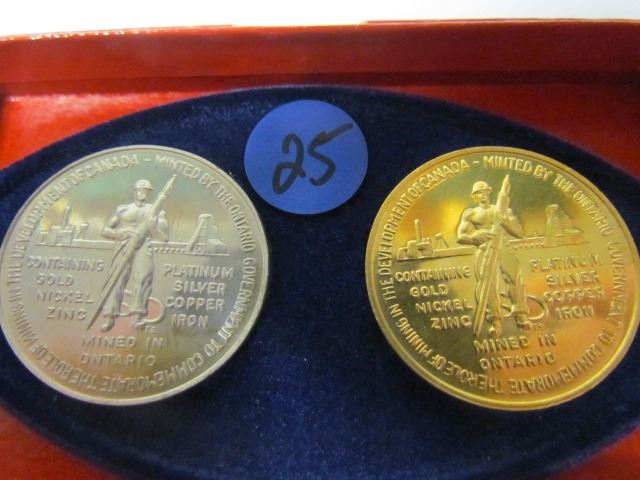 25
MINTED BY THE ONTARIO GOVERNMENT TO COMMEMORATE THE ROLE OF MINING IN THE DEVELOPMENT OF CANADA -
CONTAINING
GOLD
NICKEL
ZINC
PLATINUM
SILVER
COPPER
IRON
MINED IN
ONTARIO
MINTED BY THE ONTARIO GOVERNMENT TO COMMEMORATE THE ROLE OF MINING IN THE DEVELOPMENT OF CANADA -
CONTAINING
GOLD
NICKEL
ZINC
PLATINUM
SILVER
COPPER
IRON
MINED IN
ONTARIO